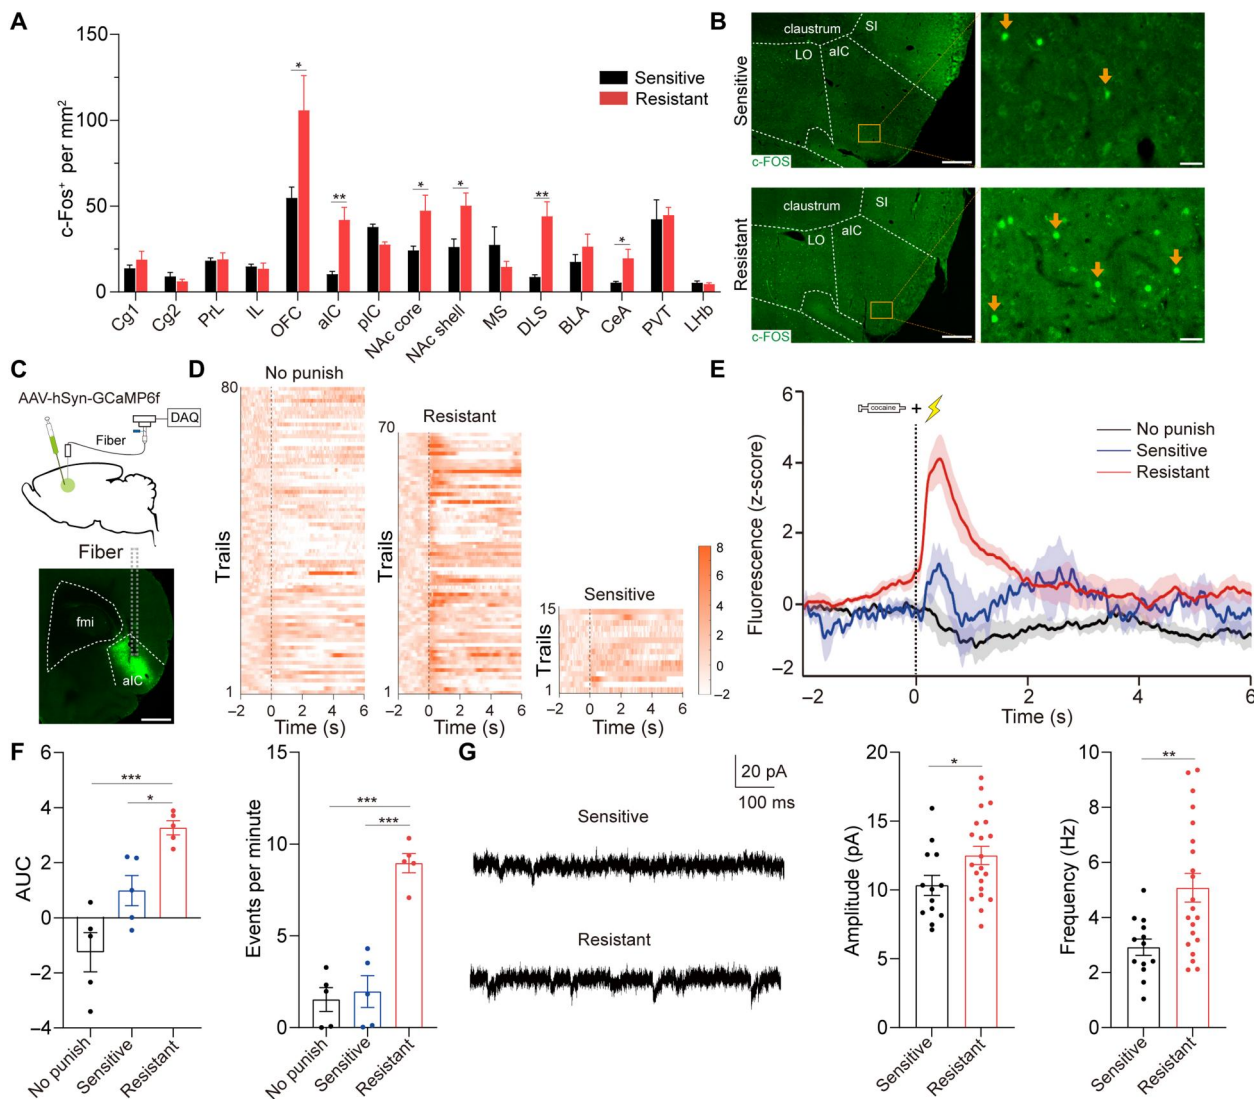 A
c-Fos⁺ per mm²
150
100
50
0
Sensitive
Resistant
*
**
*
*
**
*
Cg1
Cg2
PrL
IL
OFC
aIC
pIC
NAc core
NAc shell
MS
DLS
BLA
CeA
PVT
LHb
B
Sensitive
claustrum
SI
LO
aIC
c-FOS
Resistant
claustrum
SI
LO
aIC
c-FOS
C
AAV-hSyn-GCaMP6f
DAQ
Fiber
Fiber
fmi
aIC
D
No punish
80
Trails
1
−2 0 2 4 6
Time (s)
Resistant
70
Trails
1
−2 0 2 4 6
Time (s)
Sensitive
15
Trails
1
−2 0 2 4 6
Time (s)
8
6
4
2
0
−2
E
Fluorescence (z-score)
6
4
2
0
−2
cocaine +
No punish
Sensitive
Resistant
−2 0 2 4 6
Time (s)
F
AUC
6
4
2
0
−2
−4
***
*
No punish
Sensitive
Resistant
Events per minute
15
10
5
0
***
***
No punish
Sensitive
Resistant
G
20 pA
100 ms
Sensitive
Resistant
Amplitude (pA)
20
15
10
5
0
*
Sensitive
Resistant
Frequency (Hz)
10
8
6
4
2
0
**
Sensitive
Resistant